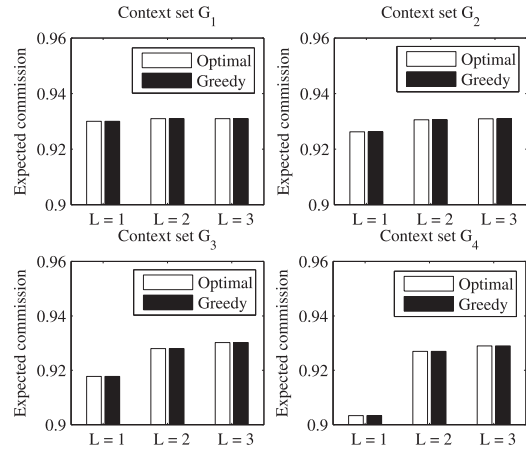 Context set G1
Expected commission
0.96
0.94
0.92
0.9
Optimal
Greedy
L = 1
L = 2
L = 3
Context set G2
Expected commission
0.96
0.94
0.92
0.9
Optimal
Greedy
L = 1
L = 2
L = 3
Context set G3
Expected commission
0.96
0.94
0.92
0.9
Optimal
Greedy
L = 1
L = 2
L = 3
Context set G4
Expected commission
0.96
0.94
0.92
0.9
Optimal
Greedy
L = 1
L = 2
L = 3